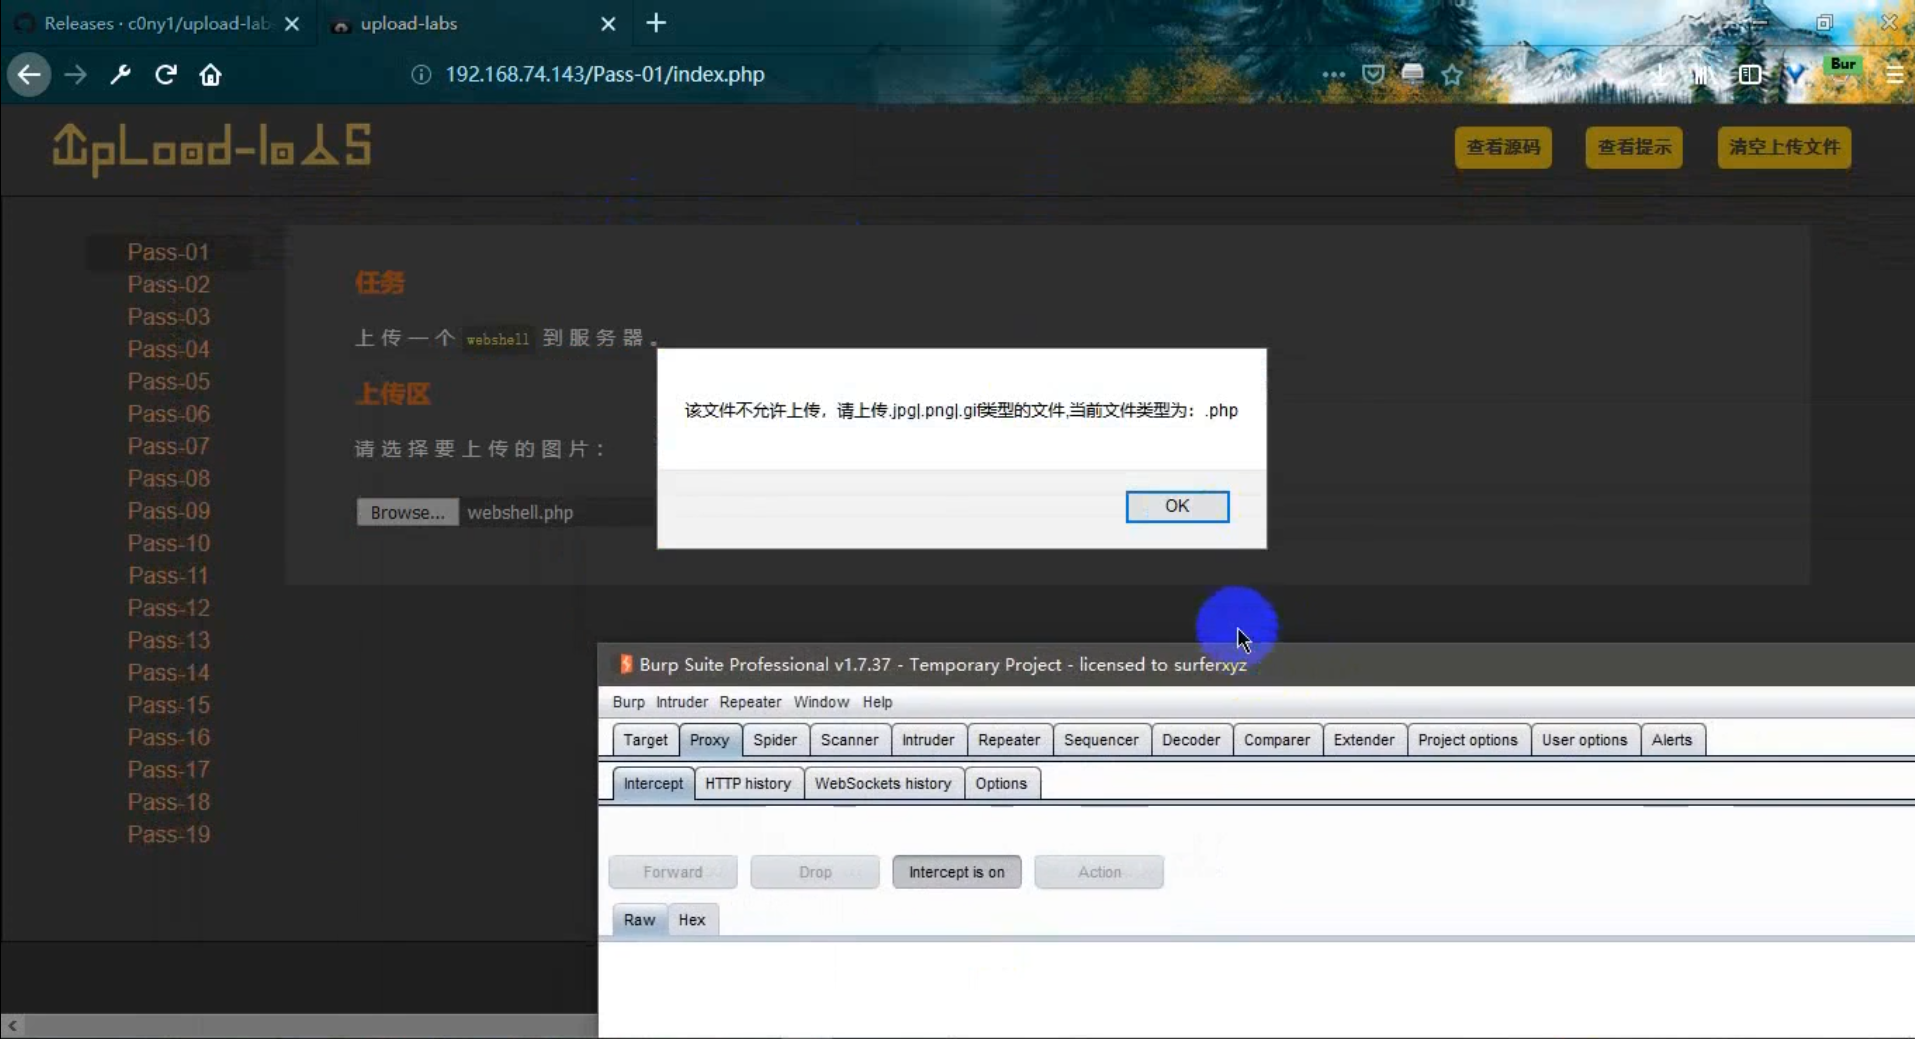 Releases · c0ny1/upload-lab
upload-labs
192.168.74.143/Pass-01/index.php
Bur
UpLoad-labs
查看源码
查看提示
清空上传文件
Pass-01
Pass-02
Pass-03
Pass-04
Pass-05
Pass-06
Pass-07
Pass-08
Pass-09
Pass-10
Pass-11
Pass-12
Pass-13
Pass-14
Pass-15
Pass-16
Pass-17
Pass-18
Pass-19
任务
上传一个 webshell 到服务器。
上传区
请选择要上传的图片：
Browse... webshell.php
该文件不允许上传，请上传.jpg|.png|.gif类型的文件,当前文件类型为：.php
OK
Burp Suite Professional v1.7.37 - Temporary Project - licensed to surferxyz
Burp Intruder Repeater Window Help
Target Proxy Spider Scanner Intruder Repeater Sequencer Decoder Comparer Extender Project options User options Alerts
Intercept HTTP history WebSockets history Options
Forward Drop Intercept is on Action
Raw Hex